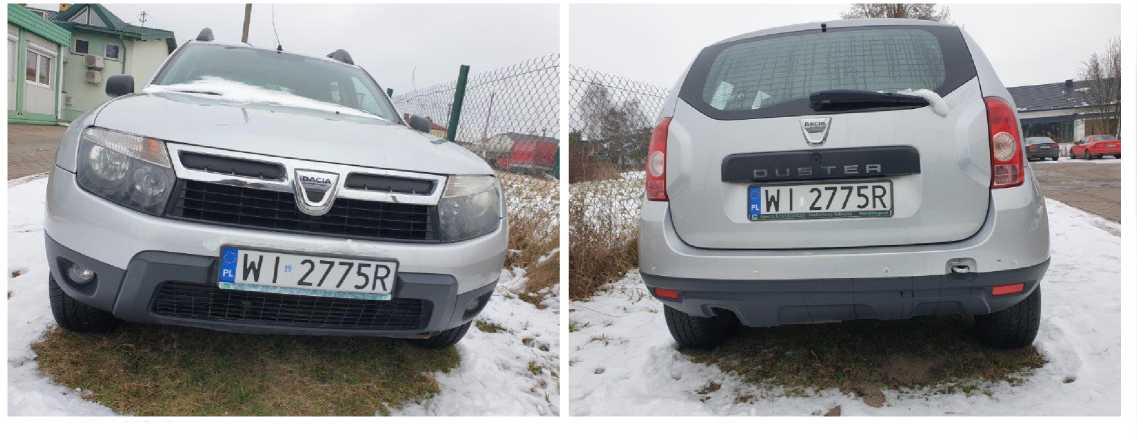 DACIA
PL
WI 2775R
DACIA
DUSTER
PL
WI 2775R